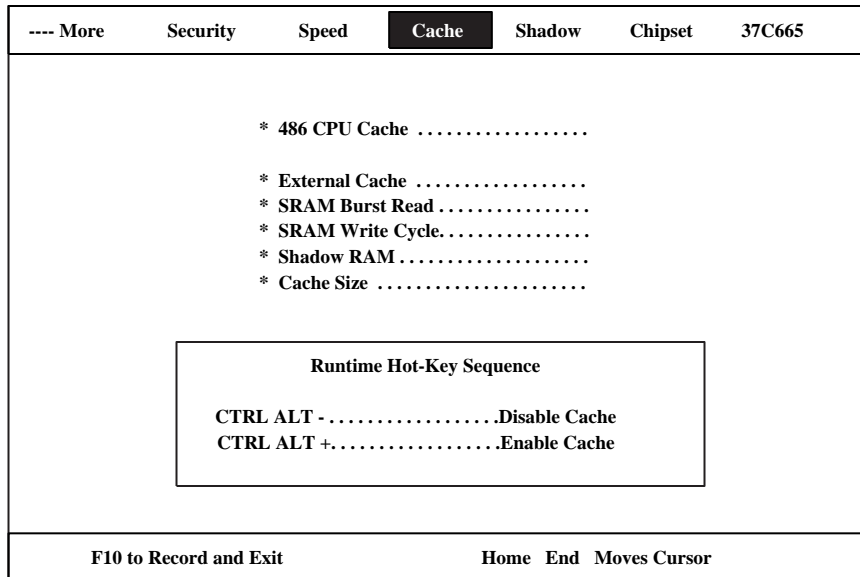 ---- More Security Speed Cache Shadow Chipset 37C665
* 486 CPU Cache . . . . . . . . . . . . . . . . . .
* External Cache . . . . . . . . . . . . . . . . . .
* SRAM Burst Read . . . . . . . . . . . . . . . .
* SRAM Write Cycle. . . . . . . . . . . . . . . .
* Shadow RAM . . . . . . . . . . . . . . . . . . . .
* Cache Size . . . . . . . . . . . . . . . . . . . . . .
Runtime Hot-Key Sequence
CTRL ALT - . . . . . . . . . . . . . . . . . .Disable Cache
CTRL ALT +. . . . . . . . . . . . . . . . . .Enable Cache
F10 to Record and Exit Home End Moves Cursor